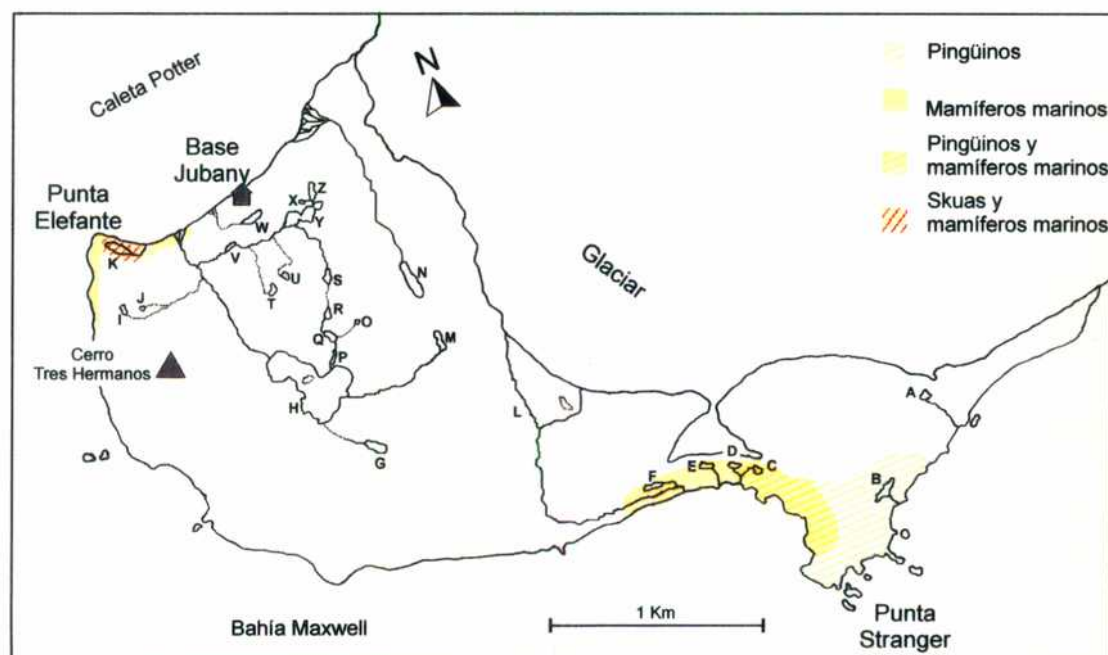 Caleta Potter
N
Base
Jubany
Punta
Elefante
Pingüinos
Mamíferos marinos
Pingüinos y
mamíferos marinos
Skuas y
mamíferos marinos
Z
X
Y
W
V
K
U
T
S
N
J
I
R
O
Q
M
P
Cerro
Tres Hermanos
H
G
Glaciar
L
A
D
E
C
F
B
1 Km
Bahía Maxwell
Punta
Stranger